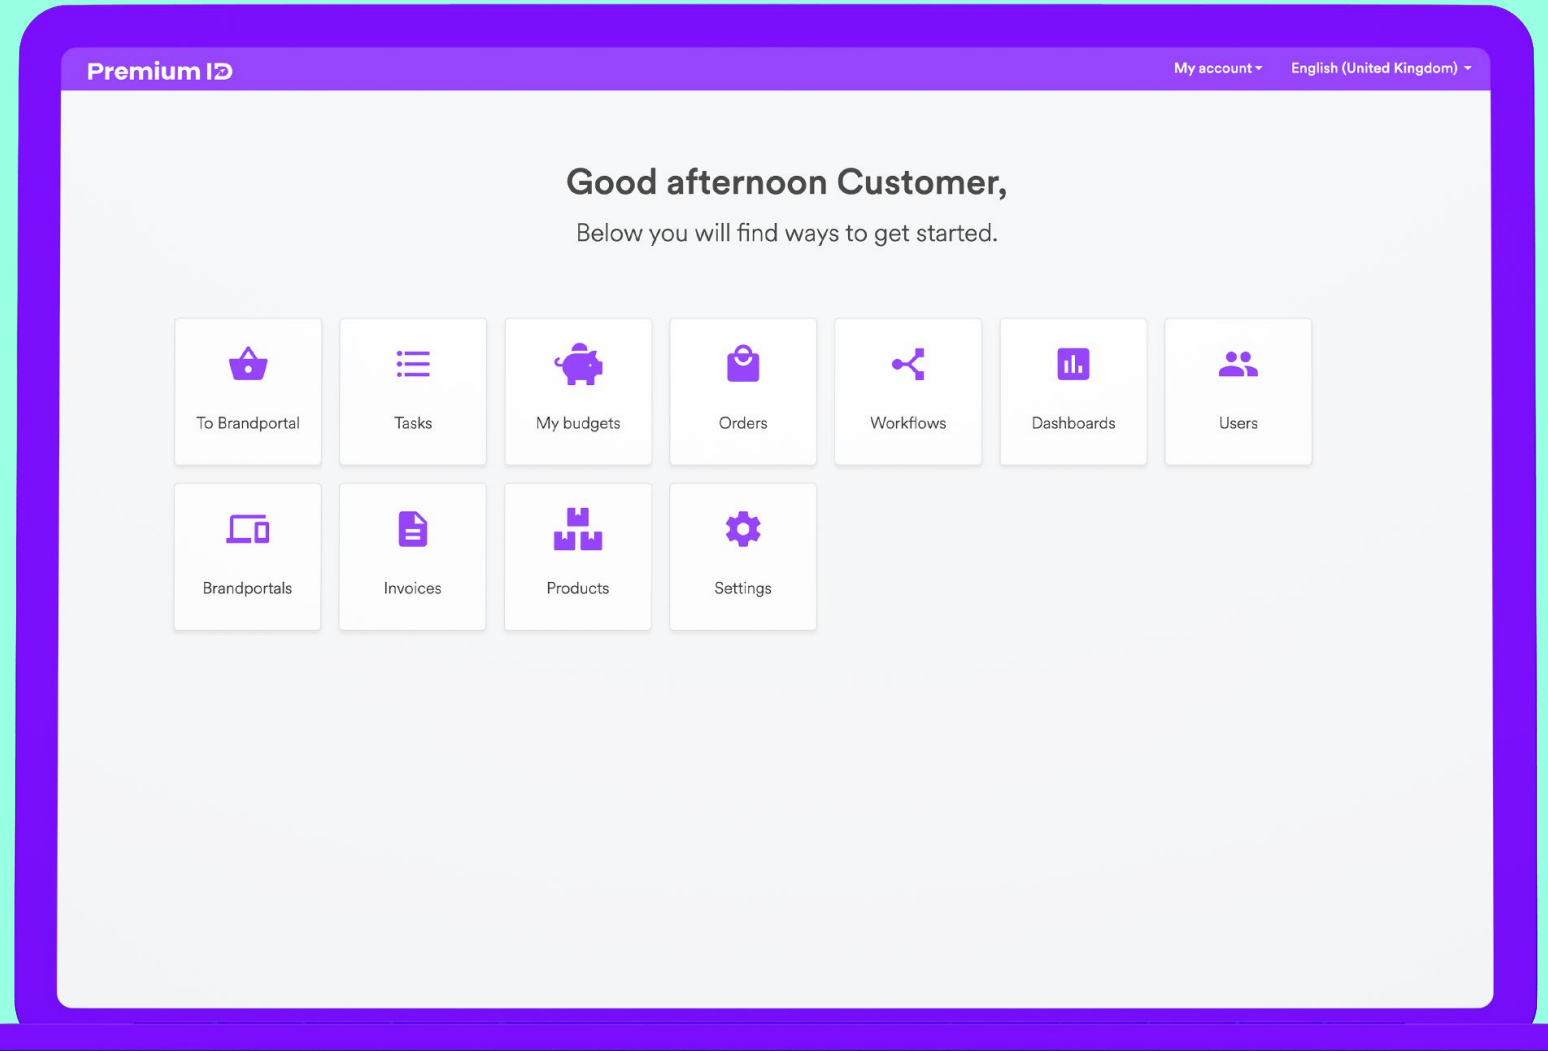 Premium ID
My account
English (United Kingdom)
Good afternoon Customer,
Below you will find ways to get started.
To Brandportal
Tasks
My budgets
Orders
Workflows
Dashboards
Users
Brandportals
Invoices
Products
Settings